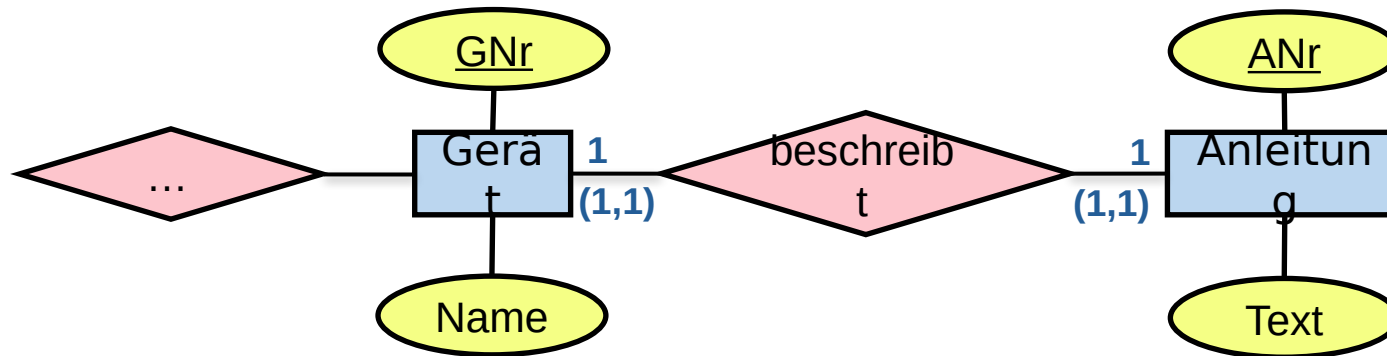 GNr
ANr
...
Gerä
t
1
(1,1)
beschreib
t
1
(1,1)
Anleitun
g
Name
Text